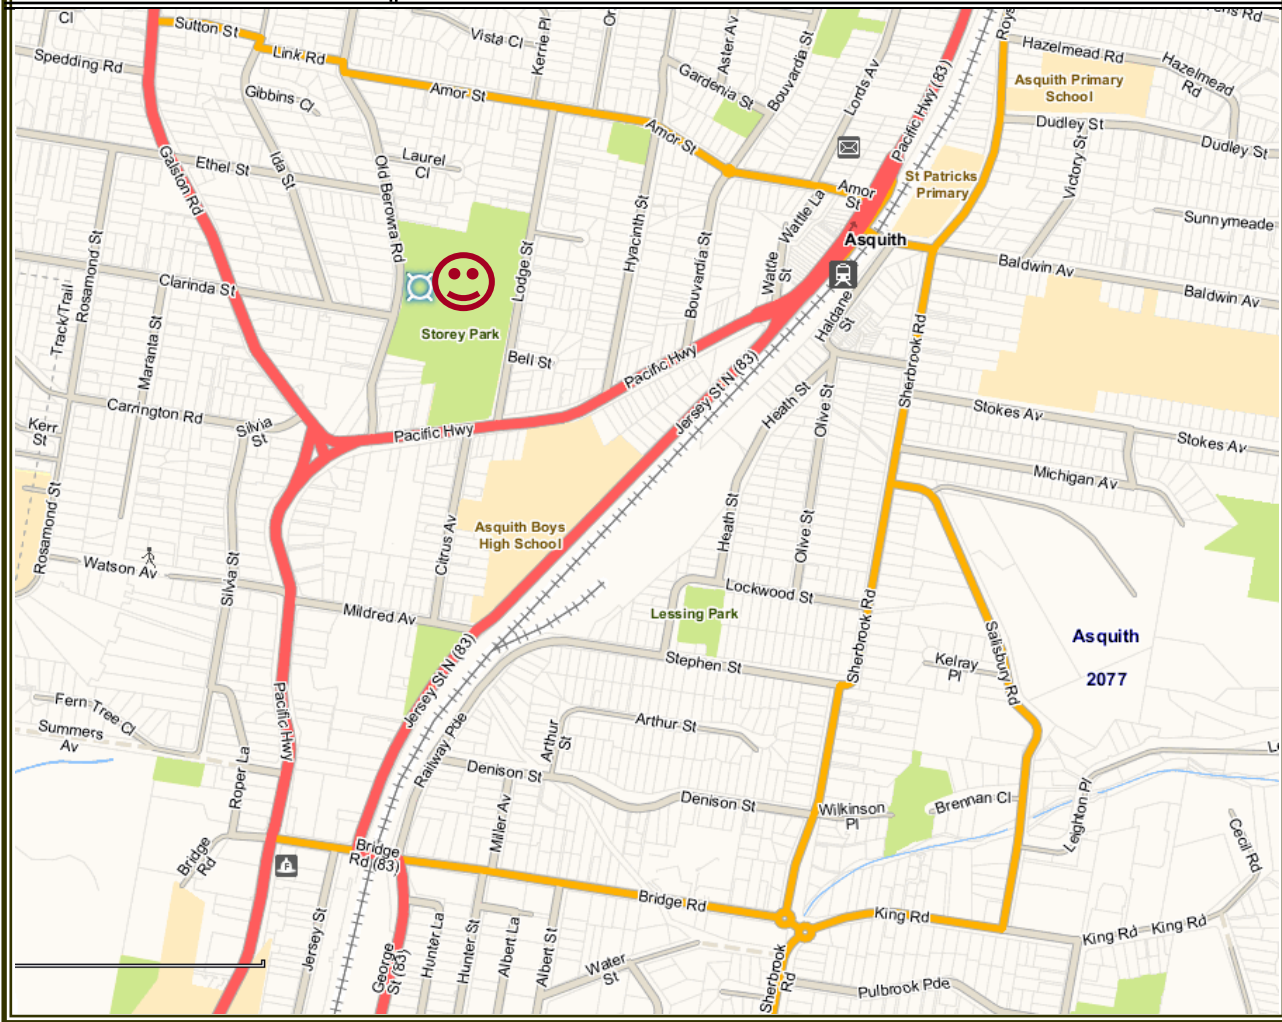 Cl
Sutton St
Link Rd
Vista Cl
Kerrie Pl
Or
Aster Av
Bouvardia St
Lords Av
Pacific Hwy (83)
Roys
ens Rd
Hazelmead Rd
Hazelmead
Rd
Spedding Rd
Gibbins Cl
Amor St
Gardenia St
Asquith Primary
School
Dudley St
Dudley St
Amor St
Galston Rd
Ethel St
Ida St
Old Berowra Rd
Laurel
Cl
Amor
St
St Patricks
Primary
Victory St
Sunnymeade
Wattle La
Asquith
Hyacinth St
Bouvardia St
Lodge St
Wattle
St
Baldwin Av
Baldwin Av
Rosamond St
Track/Trail
Clarinda St
Maranta St
Storey Park
Haldane
St
Sherbrook Rd
Bell St
Pacific Hwy
Jersey St N (83)
Heath St
Olive St
Carrington Rd
Silvia
St
Kerr
St
Pacific Hwy
Stokes Av
Stokes Av
Michigan Av
Rosamond St
Asquith Boys
High School
Citrus Av
Heath St
Olive St
Watson Av
Silvia St
Mildred Av
Lockwood St
Lessing Park
Sherbrook Rd
Salisbury Rd
Asquith
2077
Stephen St
Kelray
Pl
Jersey St N (83)
Pacific Hwy
Fern Tree Cl
Summers
Av
Railway Pde
Arthur
St
Arthur St
Denison St
Denison St
Roper La
Miller Av
Wilkinson
Pl
Brennan Cl
Leighton Pl
Cecil Rd
Bridge
Rd
Bridge
Rd (83)
Bridge Rd
King Rd
King Rd
King Rd
Jersey St
George
St (83)
Hunter La
Hunter St
Albert La
Albert St
Water
St
Sherbrook
Rd
Pulbrook Pde